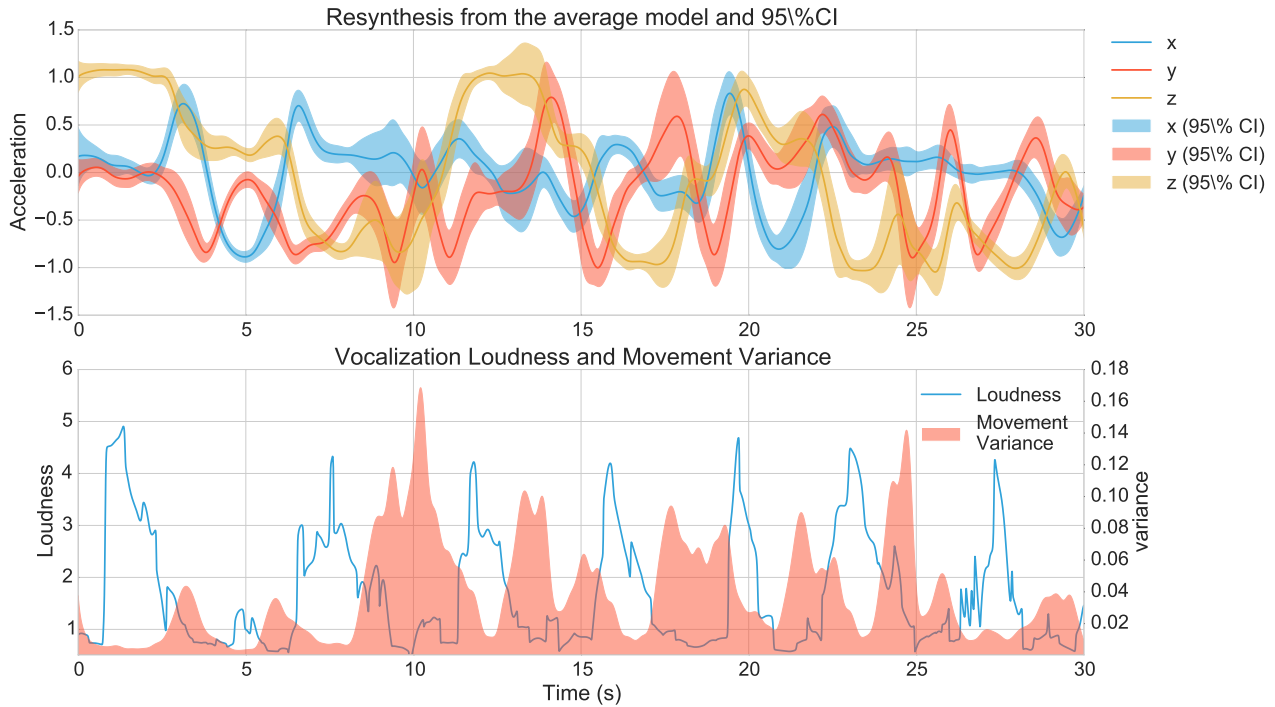 Resynthesis from the average model and 95\%CI
1.5
1.0
0.5
0.0
−0.5
−1.0
−1.5
Acceleration
0 5 10 15 20 25 30
x
y
z
x (95\% CI)
y (95\% CI)
z (95\% CI)
Vocalization Loudness and Movement Variance
6
5
4
3
2
1
Loudness
0.18
0.16
0.14
0.12
0.10
0.08
0.06
0.04
0.02
variance
Loudness
Movement
Variance
0 5 10 15 20 25 30
Time (s)